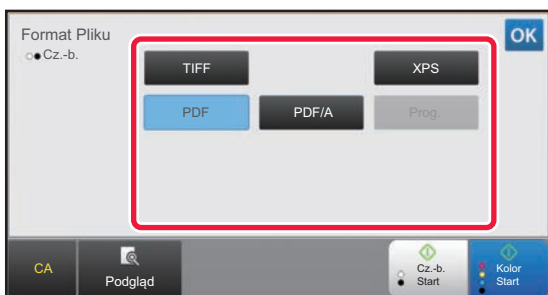 Format Pliku
Cz.-b.
OK
TIFF
XPS
PDF
PDF/A
Prog.
CA
Podgląd
Cz.-b.
Start
Kolor
Start